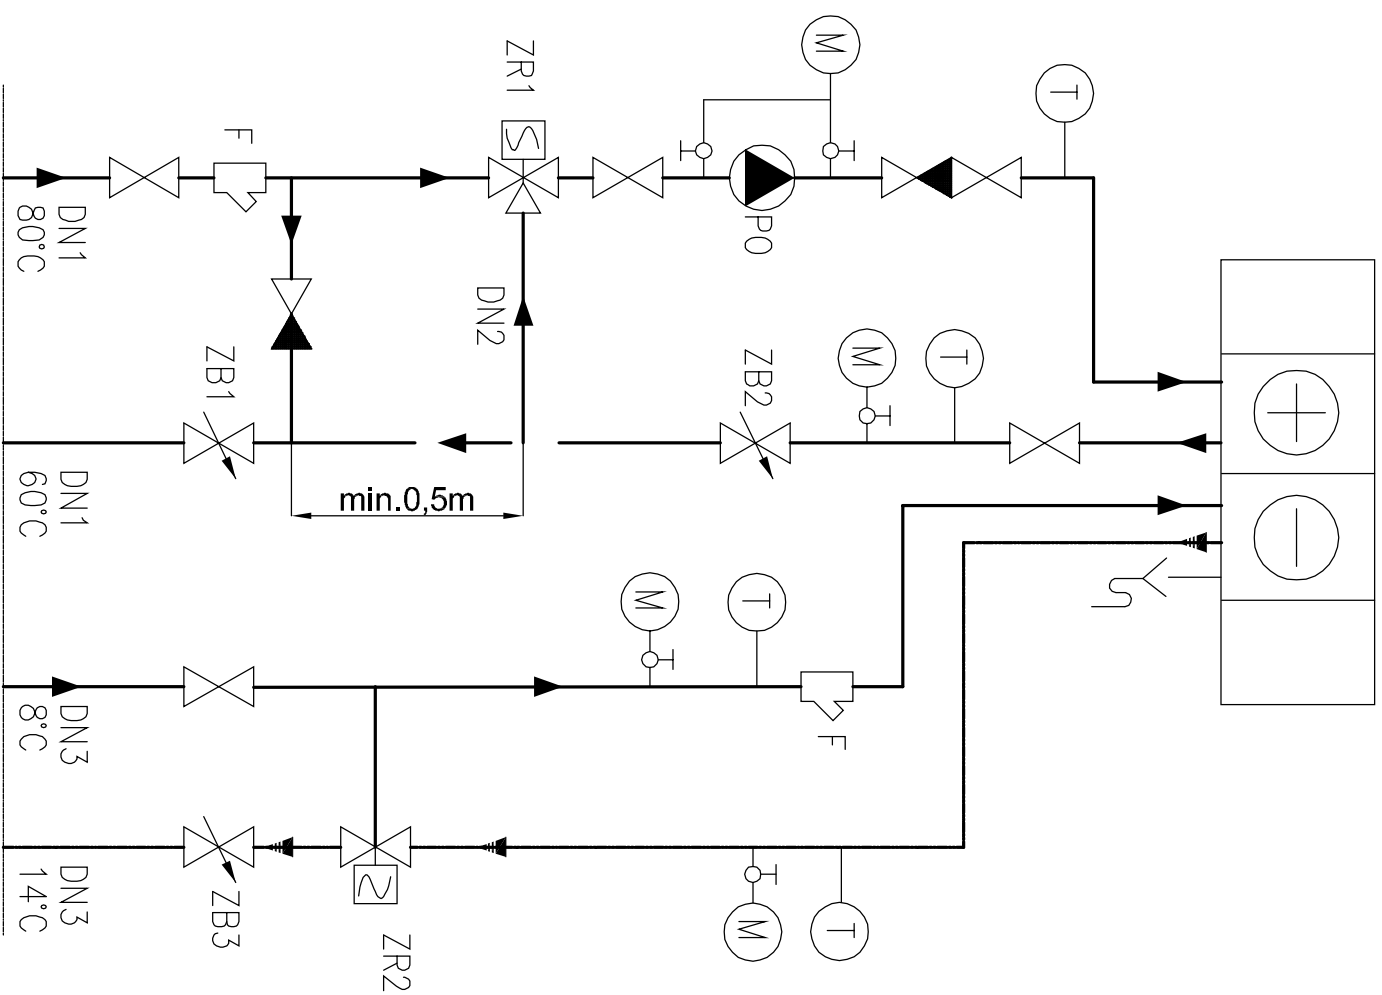 M
T
ZR1
F
P0
DN1
80°C
DN2
ZB1
ZB2
M
T
DN1
60°C
min.0,5m
M
T
F
DN3
8°C
DN3
14°C
ZB3
ZR2
M
T